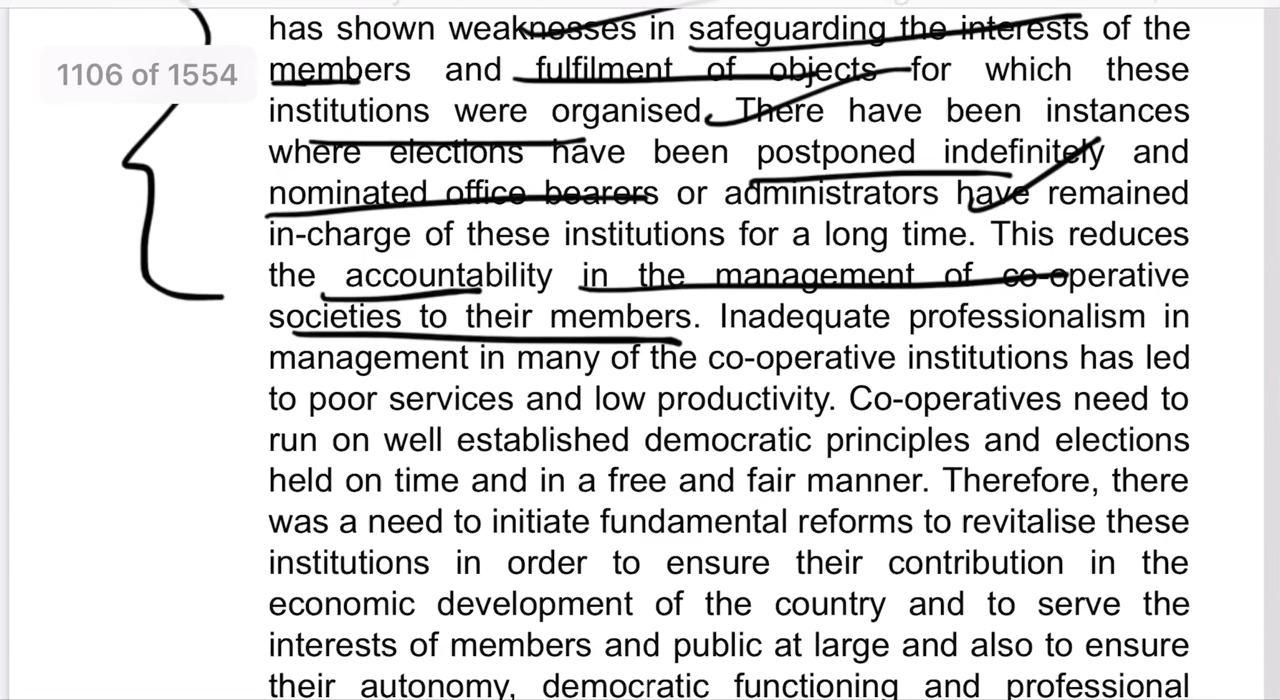 has shown weaknesses in safeguarding the interests of the
1106 of 1554
members and fulfilment of objects for which these
institutions were organised. There have been instances
where elections have been postponed indefinitely and
nominated office bearers or administrators have remained
in-charge of these institutions for a long time. This reduces
the accountability in the management of co-operative
societies to their members. Inadequate professionalism in
management in many of the co-operative institutions has led
to poor services and low productivity. Co-operatives need to
run on well established democratic principles and elections
held on time and in a free and fair manner. Therefore, there
was a need to initiate fundamental reforms to revitalise these
institutions in order to ensure their contribution in the
economic development of the country and to serve the
interests of members and public at large and also to ensure
their autonomy, democratic functioning and professional